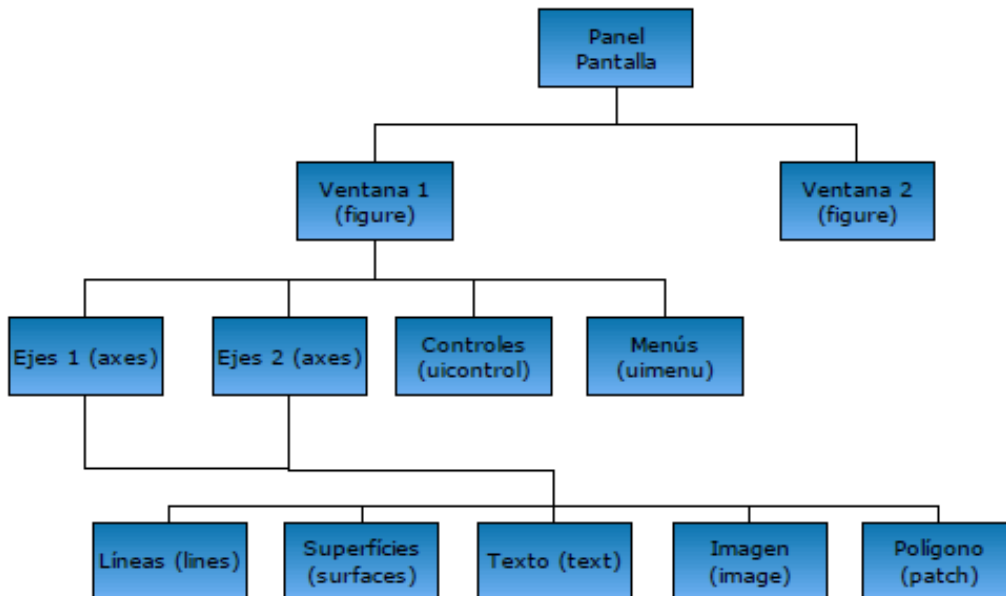 Panel
Pantalla
Ventana 1
(figure)
Ventana 2
(figure)
Ejes 1 (axes)
Ejes 2 (axes)
Controles
(uicontrol)
Menús
(uimenu)
Líneas (lines)
Superfícies
(surfaces)
Texto (text)
Imagen
(image)
Polígono
(patch)